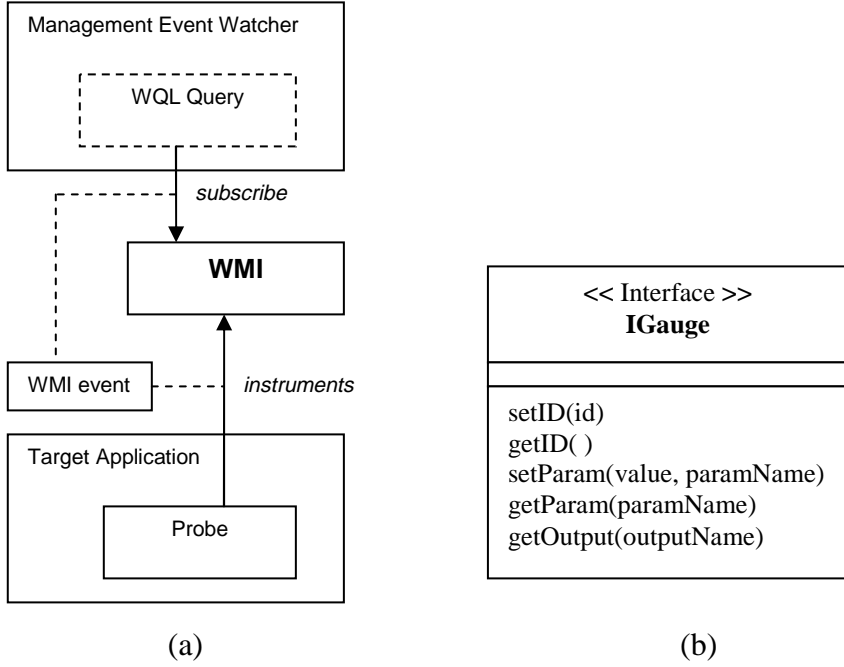 Management Event Watcher
WQL Query
subscribe
WMI
WMI event
instruments
Target Application
Probe
(a)
<< Interface >>
IGauge
setID(id)
getID( )
setParam(value, paramName)
getParam(paramName)
getOutput(outputName)
(b)